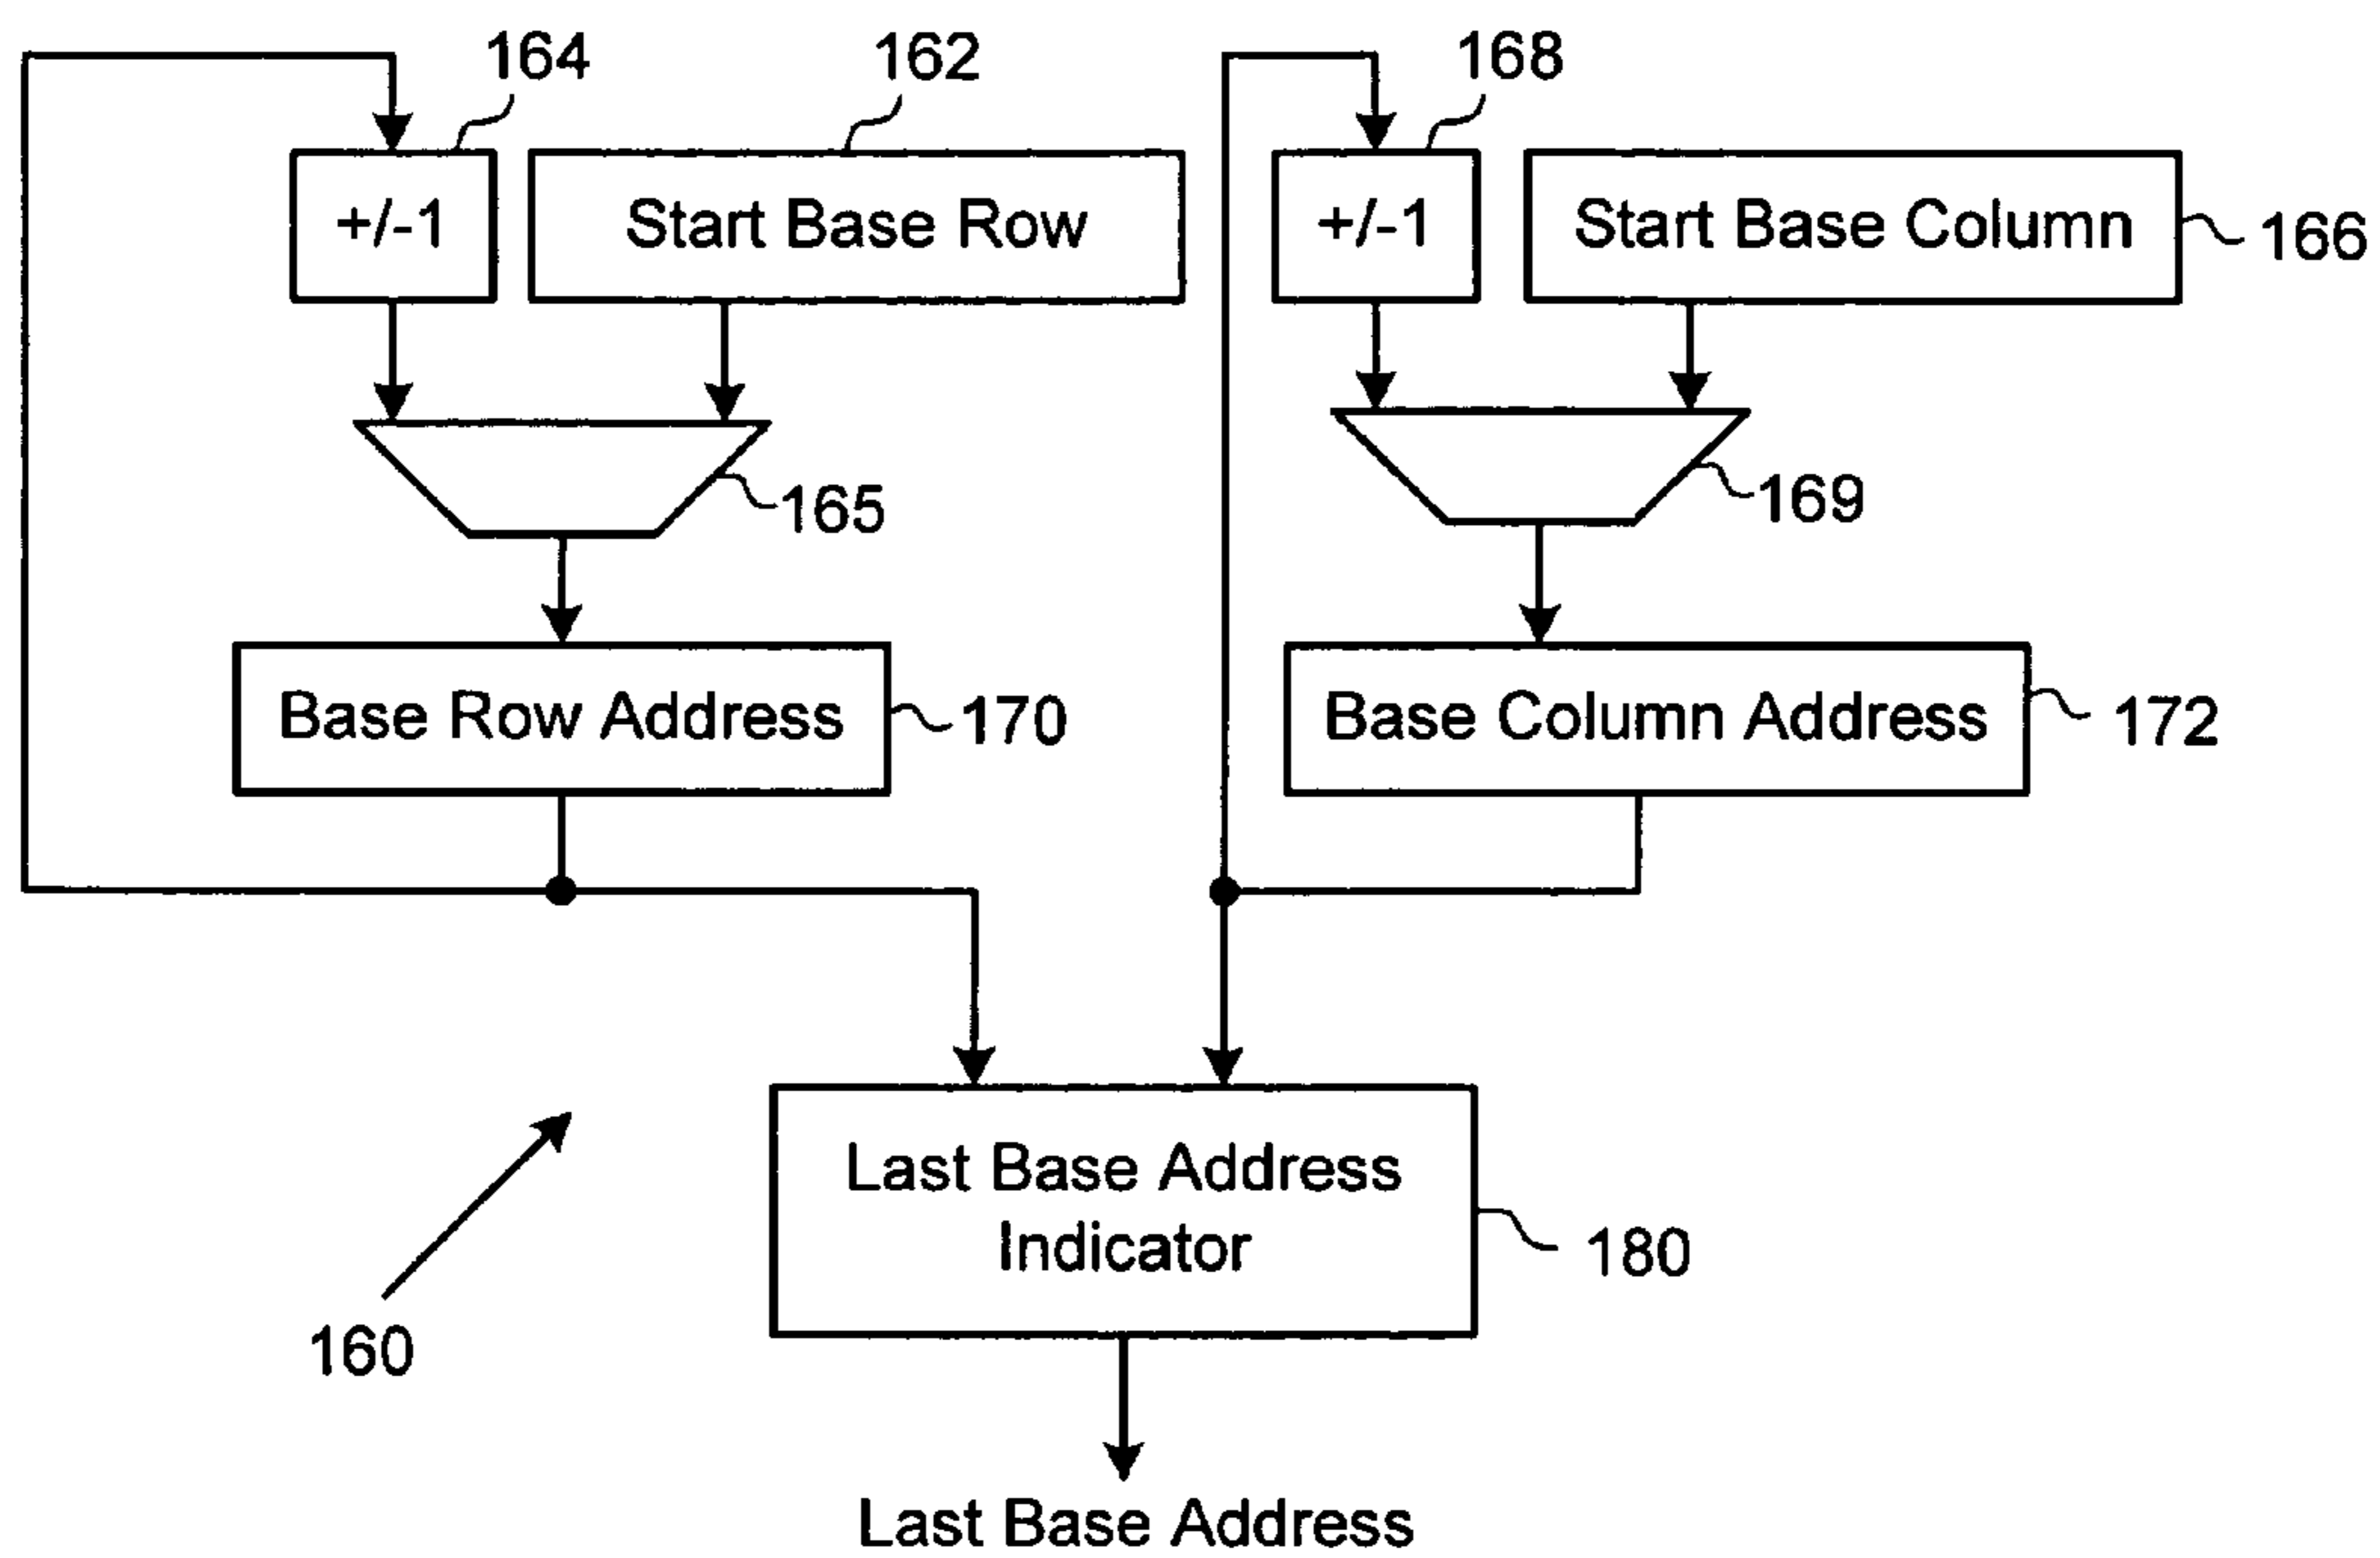 164
162
168
+/-1
Start Base Row
+/-1
Start Base Column
166
165
169
Base Row Address
170
Base Column Address
172
Last Base Address
Indicator
180
160
Last Base Address